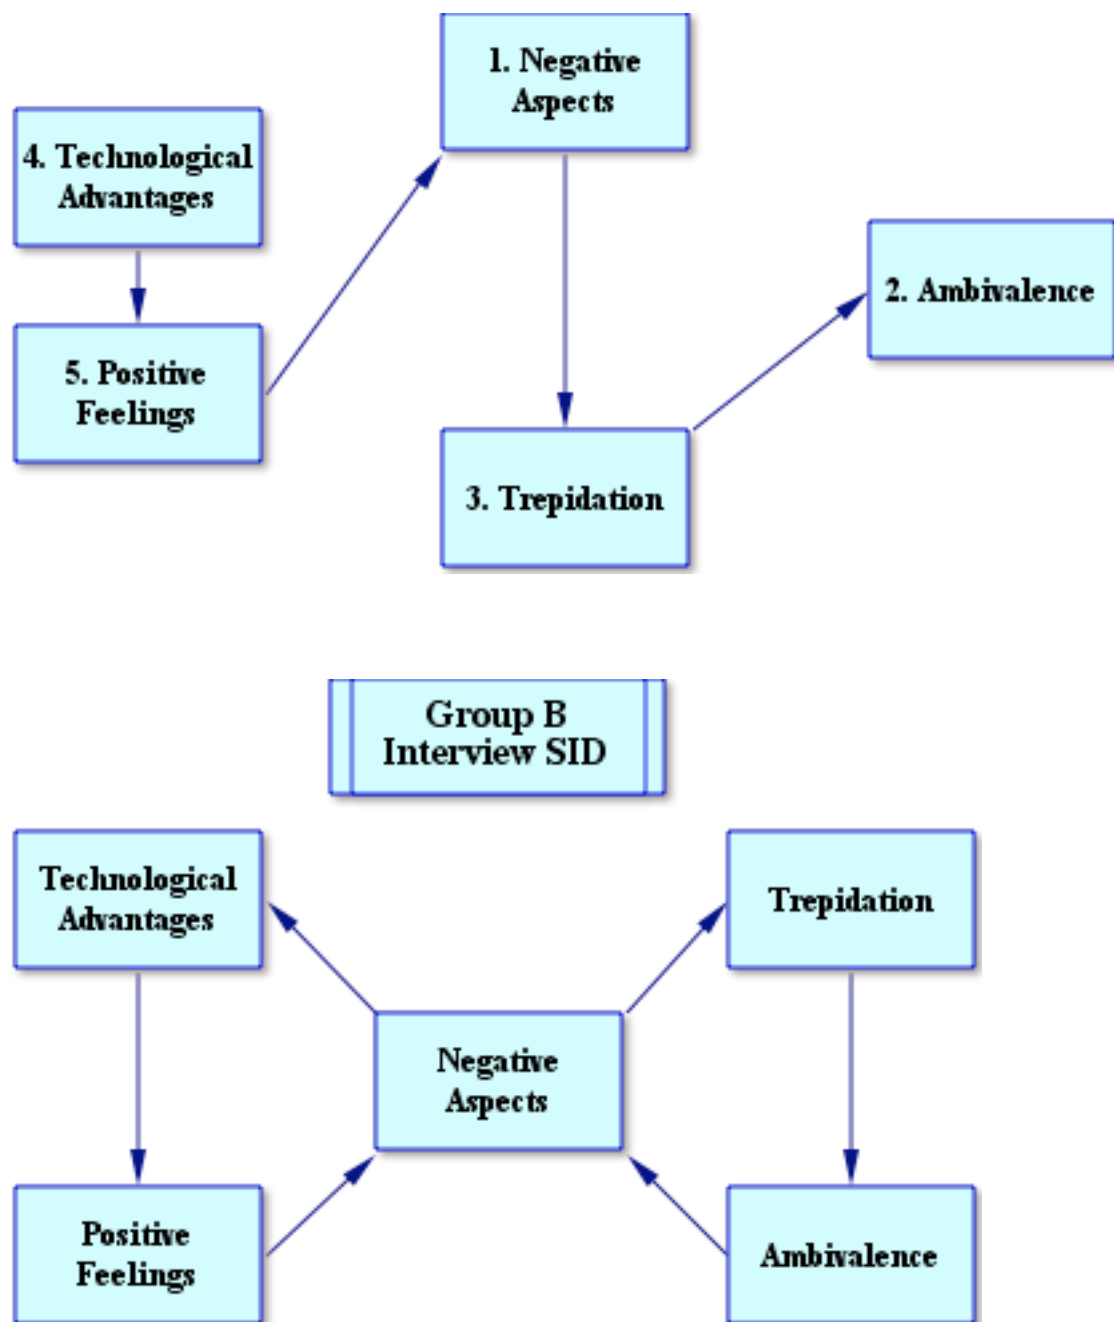 1. Negative
Aspects
4. Technological
Advantages
2. Ambivalence
5. Positive
Feelings
3. Trepidation
Group B
Interview SID
Technological
Advantages
Trepidation
Negative
Aspects
Positive
Feelings
Ambivalence